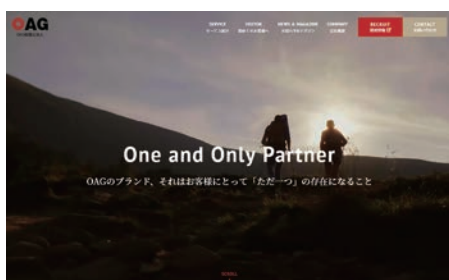 OAG
SERVICE
VISITOR
NEWS & MAGAZINE
COMPANY
RECRUIT
CONTACT
One and Only Partner
OAGのブランド、それはお客様にとって「ただ一つ」の存在になること
SCROLL